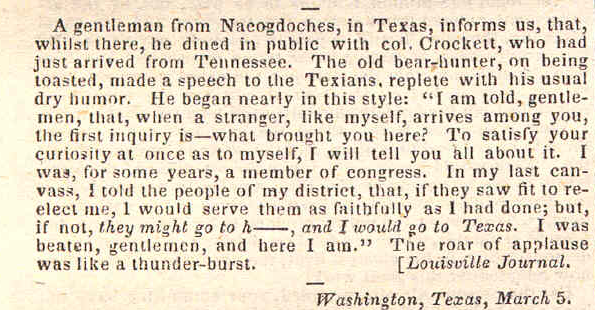 A gentleman from Nacogdoches, in Texas, informs us, that,
whilst there, he dined in public with col. Crockett, who had
just arrived from Tennessee. The old bear-hunter, on being
toasted, made a speech to the Texians, replete with his usual
dry humor. He began nearly in this style: "I am told, gentle-
men, that, when a stranger, like myself, arrives among you,
the first inquiry is—what brought you here? To satisfy your
curiosity at once as to myself, I will tell you all about it. I
was, for some years, a member of congress. In my last can-
vass, I told the people of my district, that, if they saw fit to re-
elect me, I would serve them as faithfully as I had done; but,
if not, they might go to h——, and I would go to Texas. I was
beaten, gentlemen, and here I am." The roar of applause
was like a thunder-burst. [Louisville Journal.
Washington, Texas, March 5.